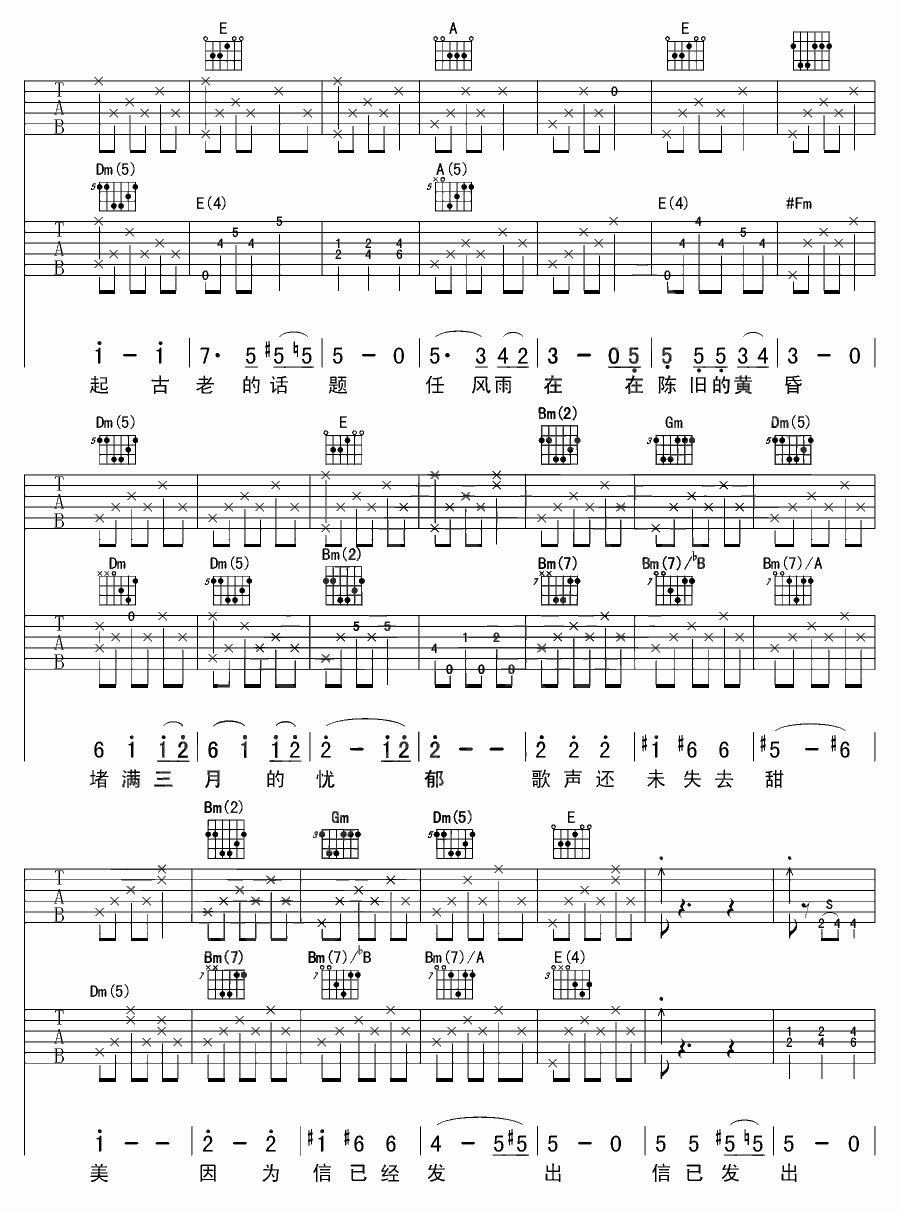 E A E
T A B
Dm(5) A(5)
E(4) E(4) #Fm
5 5 4 5 4 4 4 5 4 1 2 4 2 4 6 0 0 0
T A B
i － i | 7· 5 #5 ♮5 | 5 － 0 | 5· 3 4 2 | 3 － 0 5 | 5 5 5 3 4 | 3 － 0
起 古 老 的 话 题 任 风 雨 在 在 陈 旧 的 黄 昏
Dm(5) E Bm(2) Gm Dm(5)
T A B
Dm Dm(5) Bm(2) Bm(7) Bm(7)/♭B Bm(7)/A
T A B
6 i i 2 | 6 i i 2 | 2 － i 2 | 2 － － | 2 2 2 | #i #6 6 | #5 － #6
堵 满 三 月 的 忧 郁 歌 声 还 未 失 去 甜
Bm(2) Gm Dm(5) E
T A B
S
2 4 4
Dm(5) Bm(7) Bm(7)/♭B Bm(7)/A E(4)
T A B
1 2 4
2 4 6
i － － | 2 － 2 | #i #6 6 | 4 － 5 #5 | 5 － 0 | 5 5 #5 ♮5 | 5 － 0
美 因 为 信 已 经 发 出 信 已 发 出